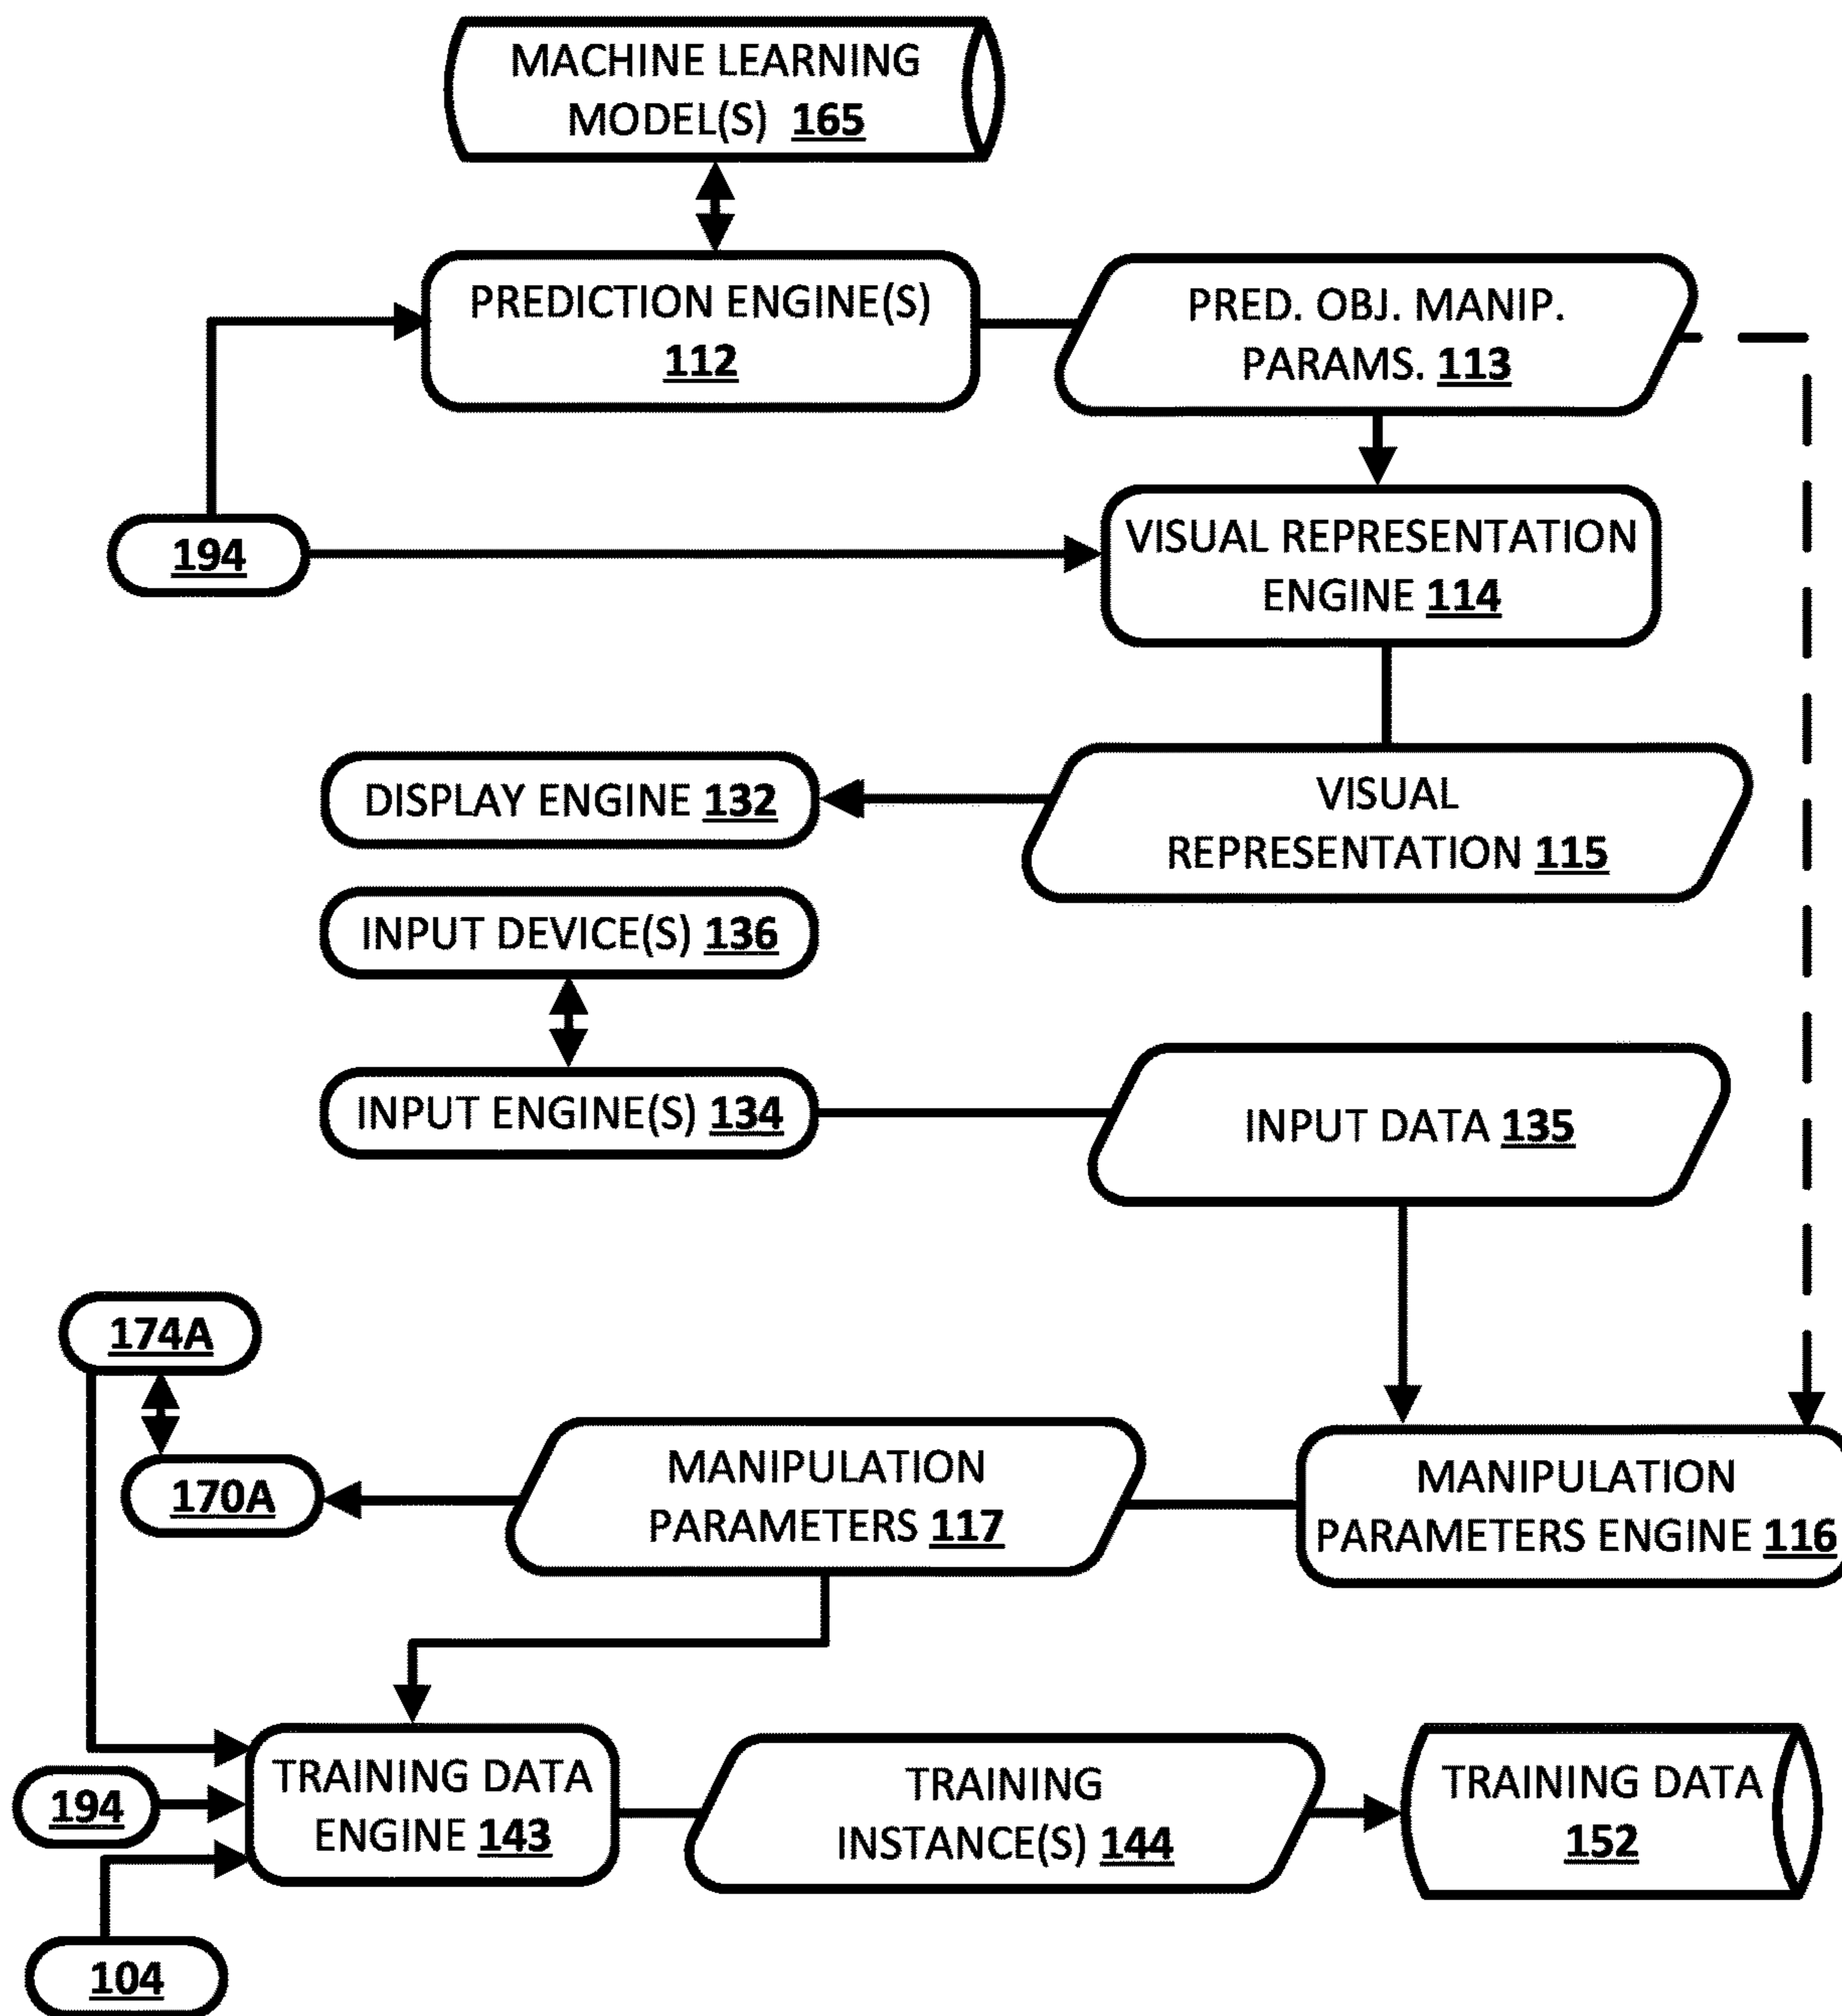 MACHINE LEARNING
MODEL(S) 165
PREDICTION ENGINE(S)
112
PRED. OBJ. MANIP.
PARAMS. 113
194
VISUAL REPRESENTATION
ENGINE 114
DISPLAY ENGINE 132
VISUAL
REPRESENTATION 115
INPUT DEVICE(S) 136
INPUT ENGINE(S) 134
INPUT DATA 135
174A
170A
MANIPULATION
PARAMETERS 117
MANIPULATION
PARAMETERS ENGINE 116
194
TRAINING DATA
ENGINE 143
TRAINING
INSTANCE(S) 144
TRAINING DATA
152
104